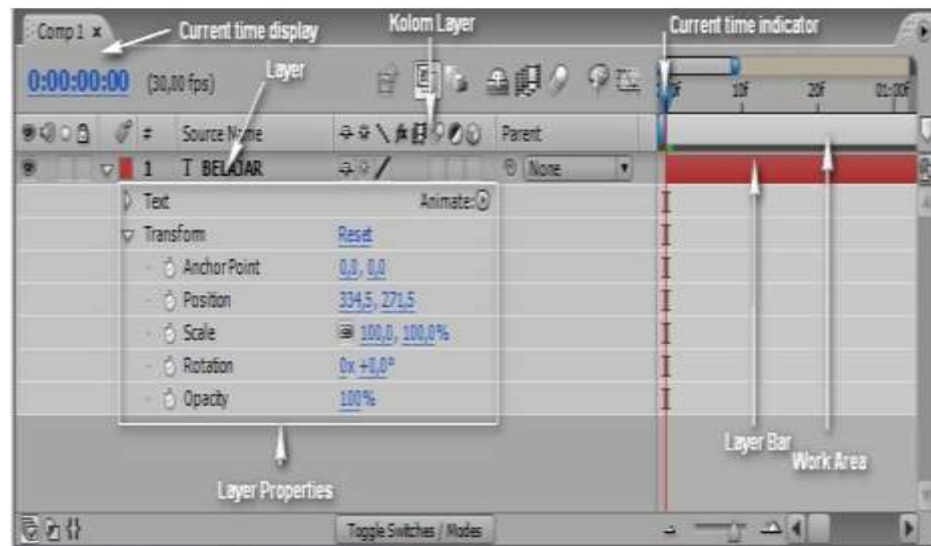 Comp 1 x
Current time display
Kolom Layer
Current time indicator
0:00:00:00 (30,00 fps)
Layer
10f 20f 01:00f
# Source Name Parent
1 T BELAJAR None
Text Animate:
Transform Reset
Anchor Point 0,0, 0,0
Position 334,5, 271,5
Scale 100,0, 100,0%
Rotation 0x +0,0°
Opacity 100%
Layer Bar
Work Area
Layer Properties
Toggle Switches / Modes